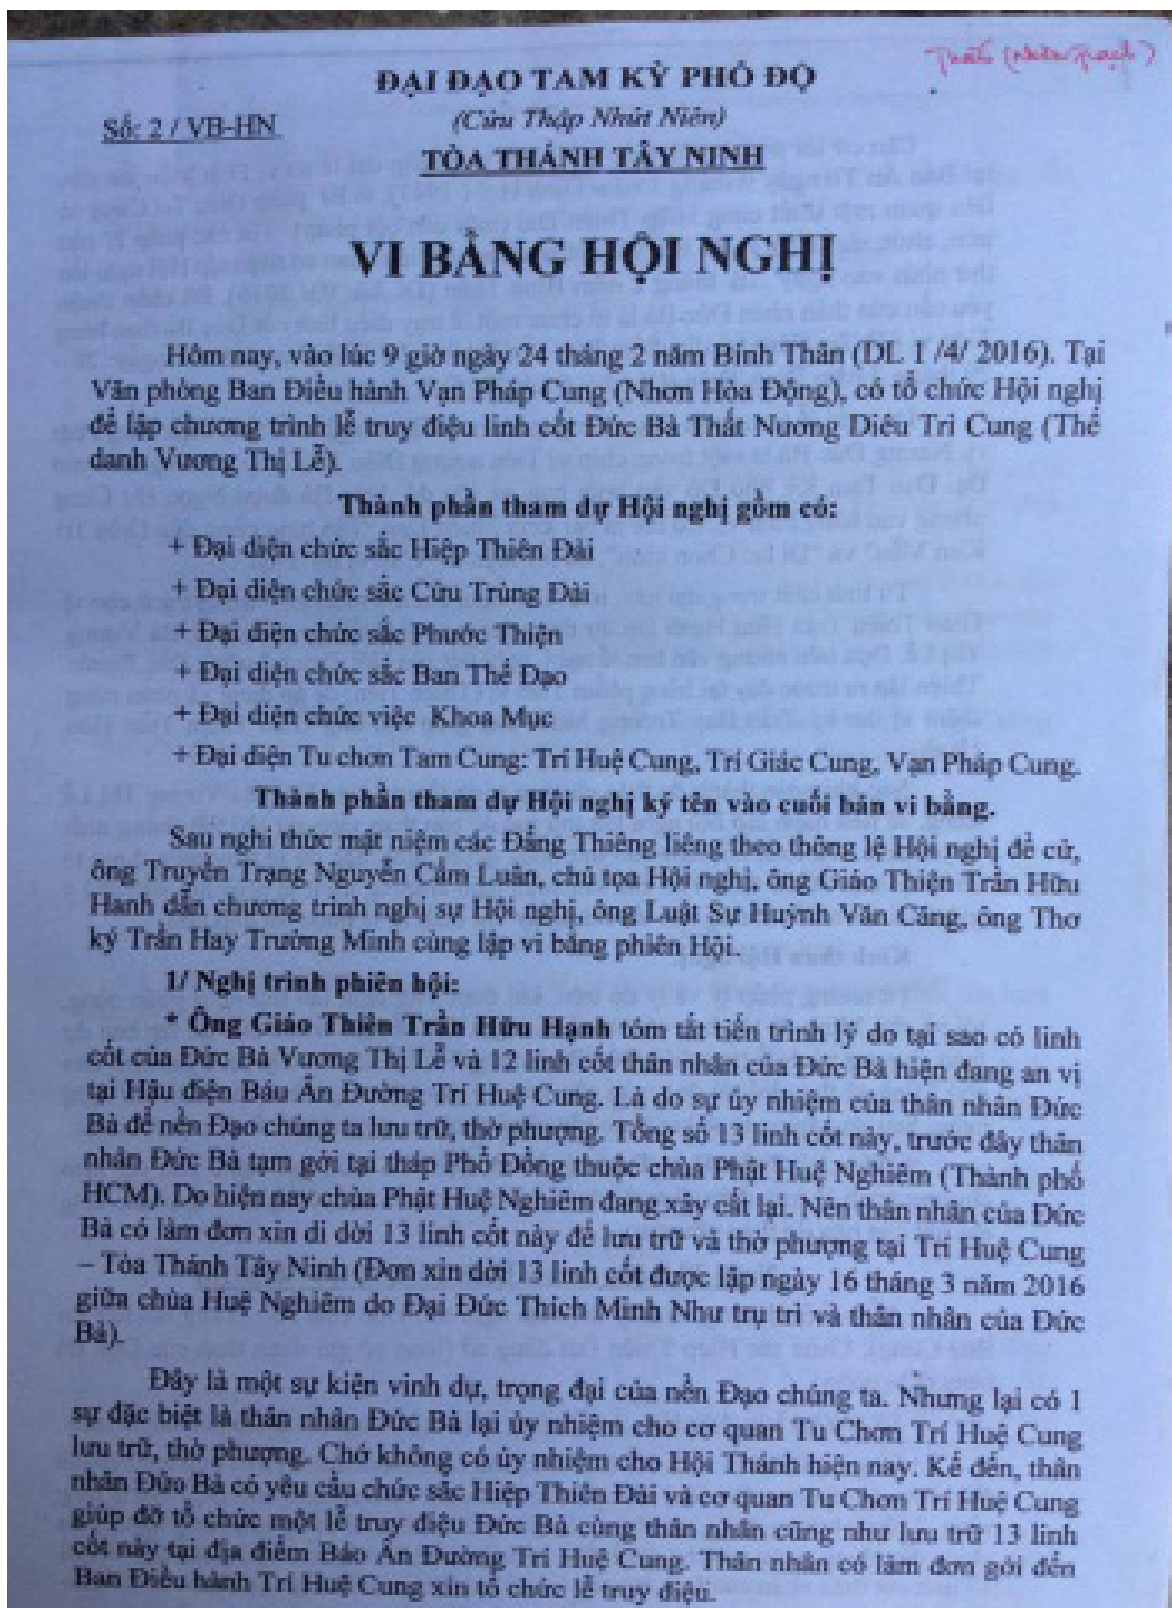 ĐẠI ĐẠO TAM KỲ PHỔ ĐỘ
(Cửu Thập Nhứt Niên)
Số: 2 / VB-HN
TÒA THÁNH TÂY NINH
VI BẰNG HỘI NGHỊ
Hôm nay, vào lúc 9 giờ ngày 24 tháng 2 năm Bính Thân (DL 1 /4/ 2016). Tại
Văn phòng Ban Điều hành Vạn Pháp Cung (Nhơn Hòa Động), có tổ chức Hội nghị
để lập chương trình lễ truy điệu linh cốt Đức Bà Thất Nương Diêu Trì Cung (Thế
danh Vương Thị Lễ).
Thành phần tham dự Hội nghị gồm có:
+ Đại diện chức sắc Hiệp Thiên Đài
+ Đại diện chức sắc Cửu Trùng Đài
+ Đại diện chức sắc Phước Thiện
+ Đại diện chức sắc Ban Thế Đạo
+ Đại diện chức việc Khoa Mục
+ Đại diện Tu chơn Tam Cung: Trí Huệ Cung, Trí Giác Cung, Vạn Pháp Cung.
Thành phần tham dự Hội nghị ký tên vào cuối bản vi bằng.
Sau nghi thức mật niệm các Đấng Thiêng liêng theo thông lệ Hội nghị đề cử,
ông Truyền Trạng Nguyễn Cẩm Luân, chủ tọa Hội nghị, ông Giáo Thiện Trần Hữu
Hanh dẫn chương trình nghị sự Hội nghị, ông Luật Sự Huỳnh Văn Căng, ông Thơ
ký Trần Hay Trường Minh cùng lập vi bằng phiên Hội.
1/ Nghị trình phiên hội:
* Ông Giáo Thiên Trần Hữu Hạnh tóm tắt tiến trình lý do tại sao có linh
cốt của Đức Bà Vương Thị Lễ và 12 linh cốt thân nhân của Đức Bà hiện đang an vị
tại Hậu điện Báu Ân Đường Trí Huệ Cung. Là do sự ủy nhiệm của thân nhân Đức
Bà để nền Đạo chúng ta lưu trữ, thờ phượng. Tổng số 13 linh cốt này, trước đây thân
nhân Đức Bà tạm gởi tại tháp Phổ Đồng thuộc chùa Phật Huệ Nghiêm (Thành phố
HCM). Do hiện nay chùa Phật Huệ Nghiêm đang xây cất lại. Nên thân nhân của Đức
Bà có làm đơn xin di dời 13 linh cốt này để lưu trữ và thờ phượng tại Trí Huệ Cung
– Tòa Thánh Tây Ninh (Đơn xin dời 13 linh cốt được lập ngày 16 tháng 3 năm 2016
giữa chùa Huệ Nghiêm do Đại Đức Thích Minh Như trụ trì và thân nhân của Đức
Bà).
Đây là một sự kiện vinh dự, trọng đại của nền Đạo chúng ta. Nhưng lại có 1
sự đặc biệt là thân nhân Đức Bà lại ủy nhiệm cho cơ quan Tu Chơn Trí Huệ Cung
lưu trữ, thờ phượng. Chớ không có ủy nhiệm cho Hội Thánh hiện nay. Kế đến, thân
nhân Đức Bà có yêu cầu chức sắc Hiệp Thiên Đài và cơ quan Tu Chơn Trí Huệ Cung
giúp đỡ tổ chức một lễ truy điệu Đức Bà cùng thân nhân cũng như lưu trữ 13 linh
cốt này tại địa điểm Báo Ân Đường Trí Huệ Cung. Thân nhân có làm đơn gởi đến
Ban Điều hành Trí Huệ Cung xin tổ chức lễ truy điệu.